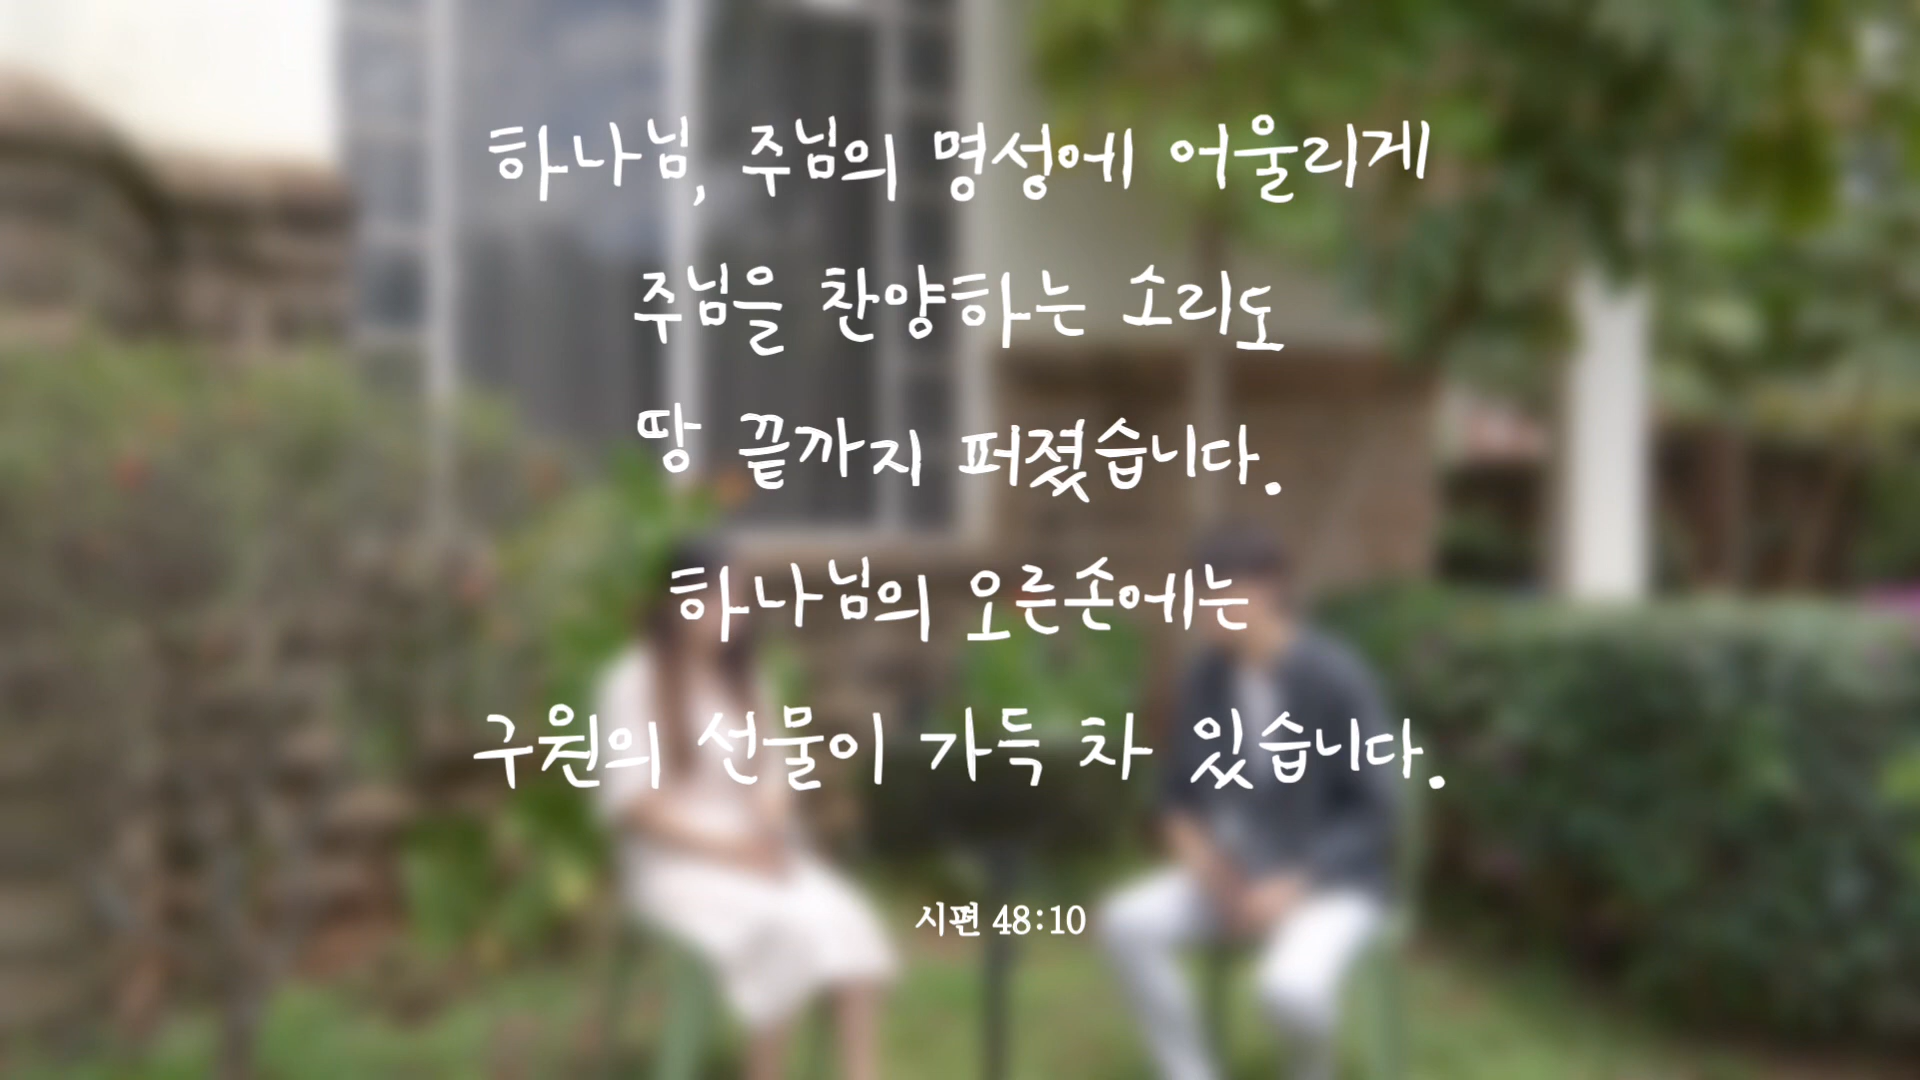 하나님, 주님의 명성에 어울리게
주님을 찬양하는 소리도
땅 끝까지 퍼졌습니다.
하나님의 오른손에는
구원의 선물이 가득 차 있습니다.
시편 48:10